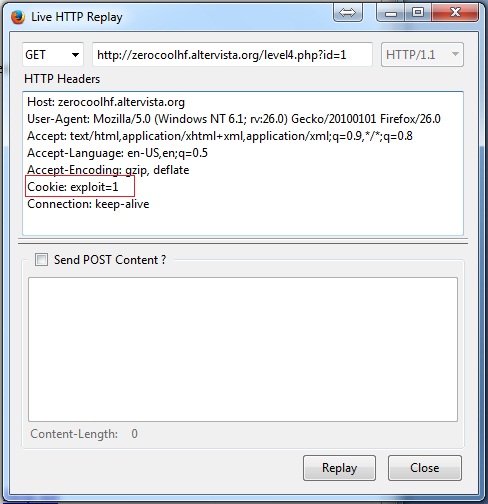 Live HTTP Replay
GET http://zerocoolhf.altervista.org/level4.php?id=1 HTTP/1.1
HTTP Headers
Host: zerocoolhf.altervista.org
User-Agent: Mozilla/5.0 (Windows NT 6.1; rv:26.0) Gecko/20100101 Firefox/26.0
Accept: text/html,application/xhtml+xml,application/xml;q=0.9,*/*;q=0.8
Accept-Language: en-US,en;q=0.5
Accept-Encoding: gzip, deflate
Cookie: exploit=1
Connection: keep-alive
Send POST Content ?
Content-Length: 0
Replay Close